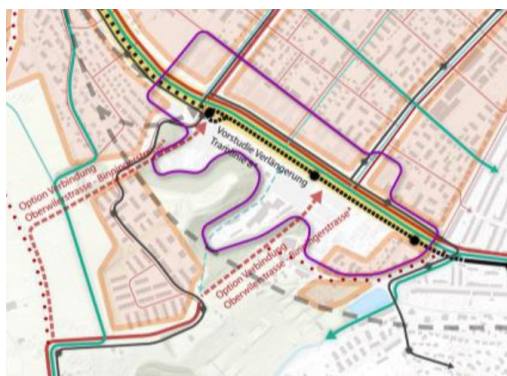 Vorstudie Verlängerung
Tramlinie 8
Option Verbindung
Oberwilerstrasse - Binningerstrasse"
Option Verbindung
Oberwilerstrasse - Binningerstrasse"